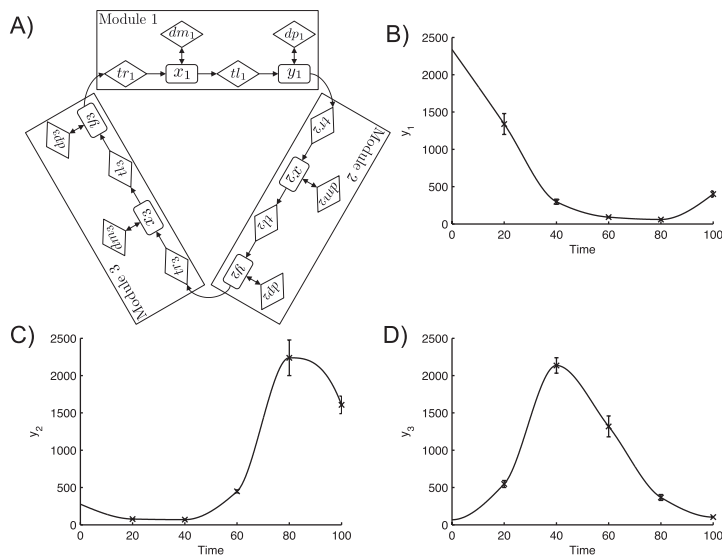 A)
Module 1
dm₁
dp₁
tr₁
x₁
tl₁
y₁
Module 2
tr₂
x₂
dm₂
tl₂
y₂
dp₂
Module 3
y₃
dp₃
tl₃
x₃
dm₃
tr₃
B)
2500
2000
1500
1000
500
0
y₁
0 20 40 60 80 100
Time
C)
2500
2000
1500
1000
500
0
y₂
0 20 40 60 80 100
Time
D)
2500
2000
1500
1000
500
0
y₃
0 20 40 60 80 100
Time